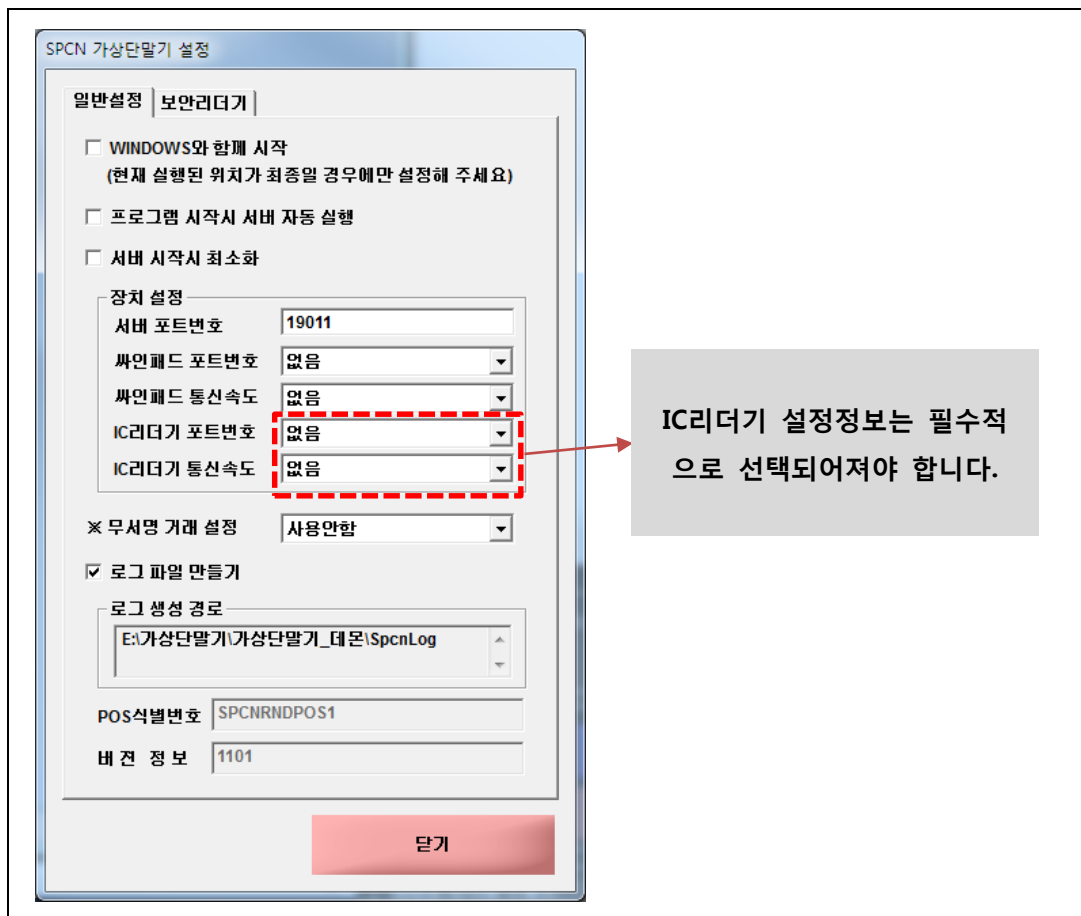 SPCN 가상단말기 설정
일반설정 보안리더기
WINDOWS와 함께 시작
(현재 실행된 위치가 최종일 경우에만 설정해 주세요)
프로그램 시작시 서버 자동 실행
서버 시작시 최소화
장치 설정
서버 포트번호 19011
싸인패드 포트번호 없음
싸인패드 통신속도 없음
IC리더기 포트번호 없음
IC리더기 통신속도 없음
IC리더기 설정정보는 필수적
으로 선택되어져야 합니다.
※ 무서명 거래 설정 사용안함
로그 파일 만들기
로그 생성 경로
E:\가상단말기\가상단말기_데몬\SpcnLog
POS식별번호 SPCNRNDPOS1
버젼 정보 1101
닫기